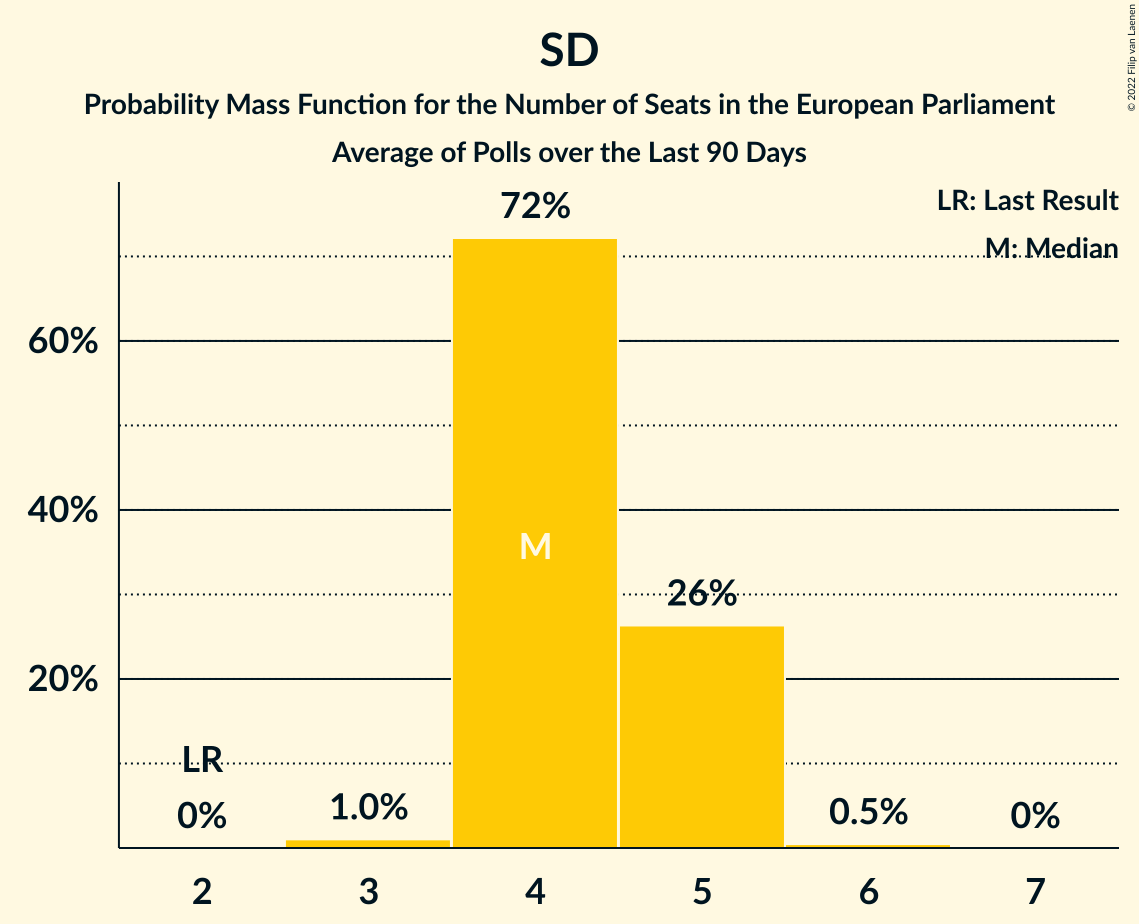 SD
Probability Mass Function for the Number of Seats in the European Parliament
Average of Polls over the Last 90 Days
© 2022 Filip van Laenen
LR: Last Result
M: Median
72%
60%
40%
M
26%
20%
LR
0%
1.0%
0.5%
0%
2 3 4 5 6 7